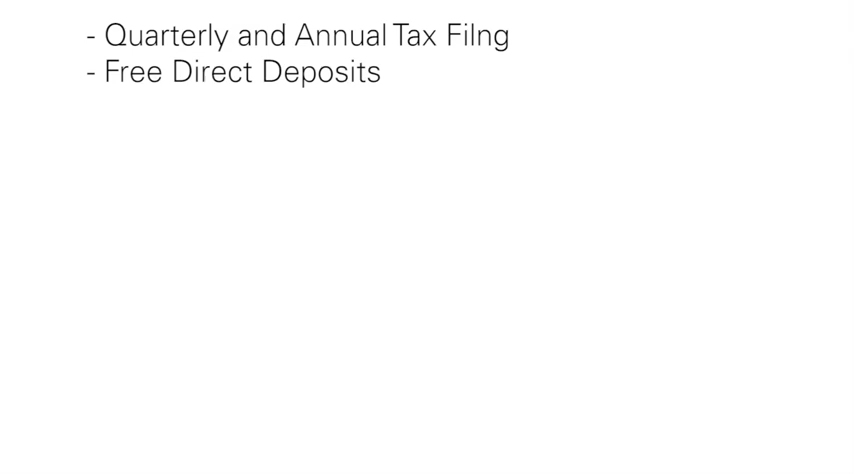 - Quarterly and Annual Tax Filng
- Free Direct Deposits